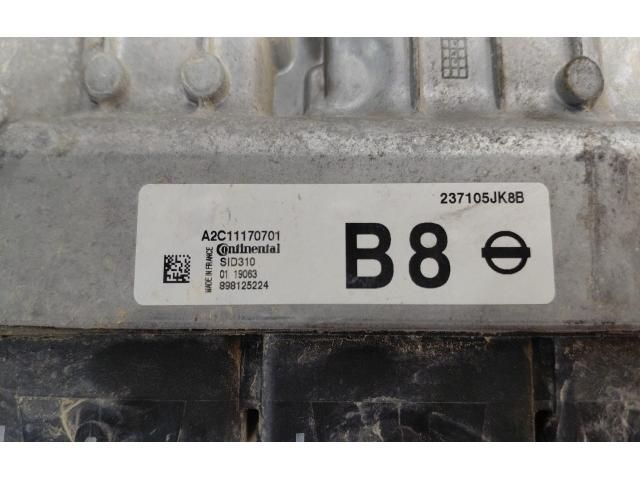 237105JK8B
A2C11170701
Continental
SID310
01 19063
898125224
MADE IN FRANCE
B8